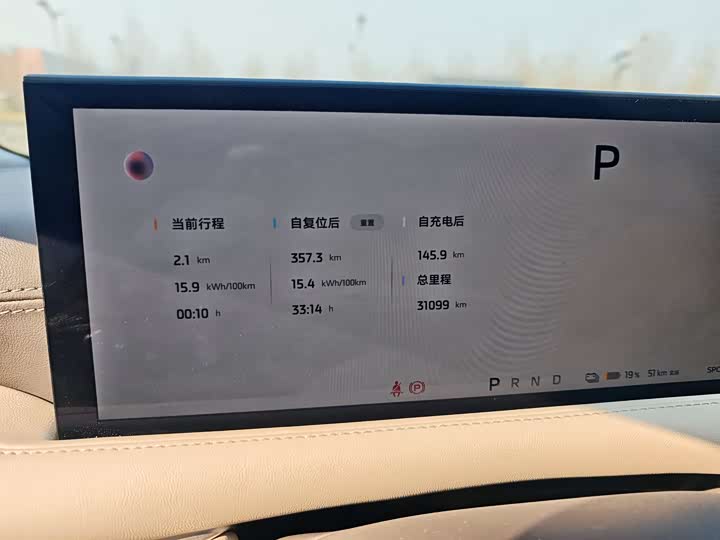 P
当前行程 自复位后 重置 自充电后
2.1 km 357.3 km 145.9 km
15.9 kWh/100km 15.4 kWh/100km 总里程
00:10 h 33:14 h 31099 km
P R N D 19 % 51 km SPO